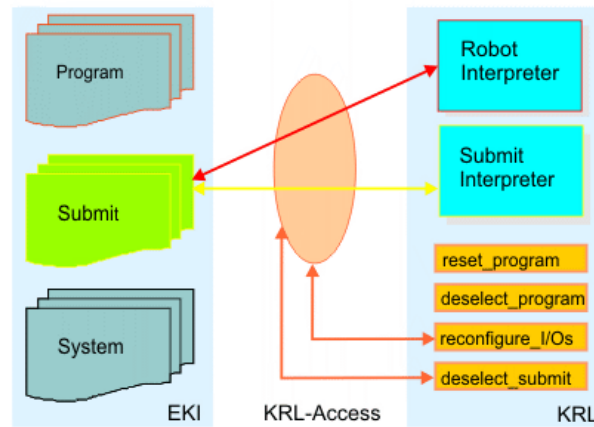 Program
Submit
System
EKI
KRL-Access
Robot
Interpreter
Submit
Interpreter
reset_program
deselect_program
reconfigure_I/Os
deselect_submit
KRL